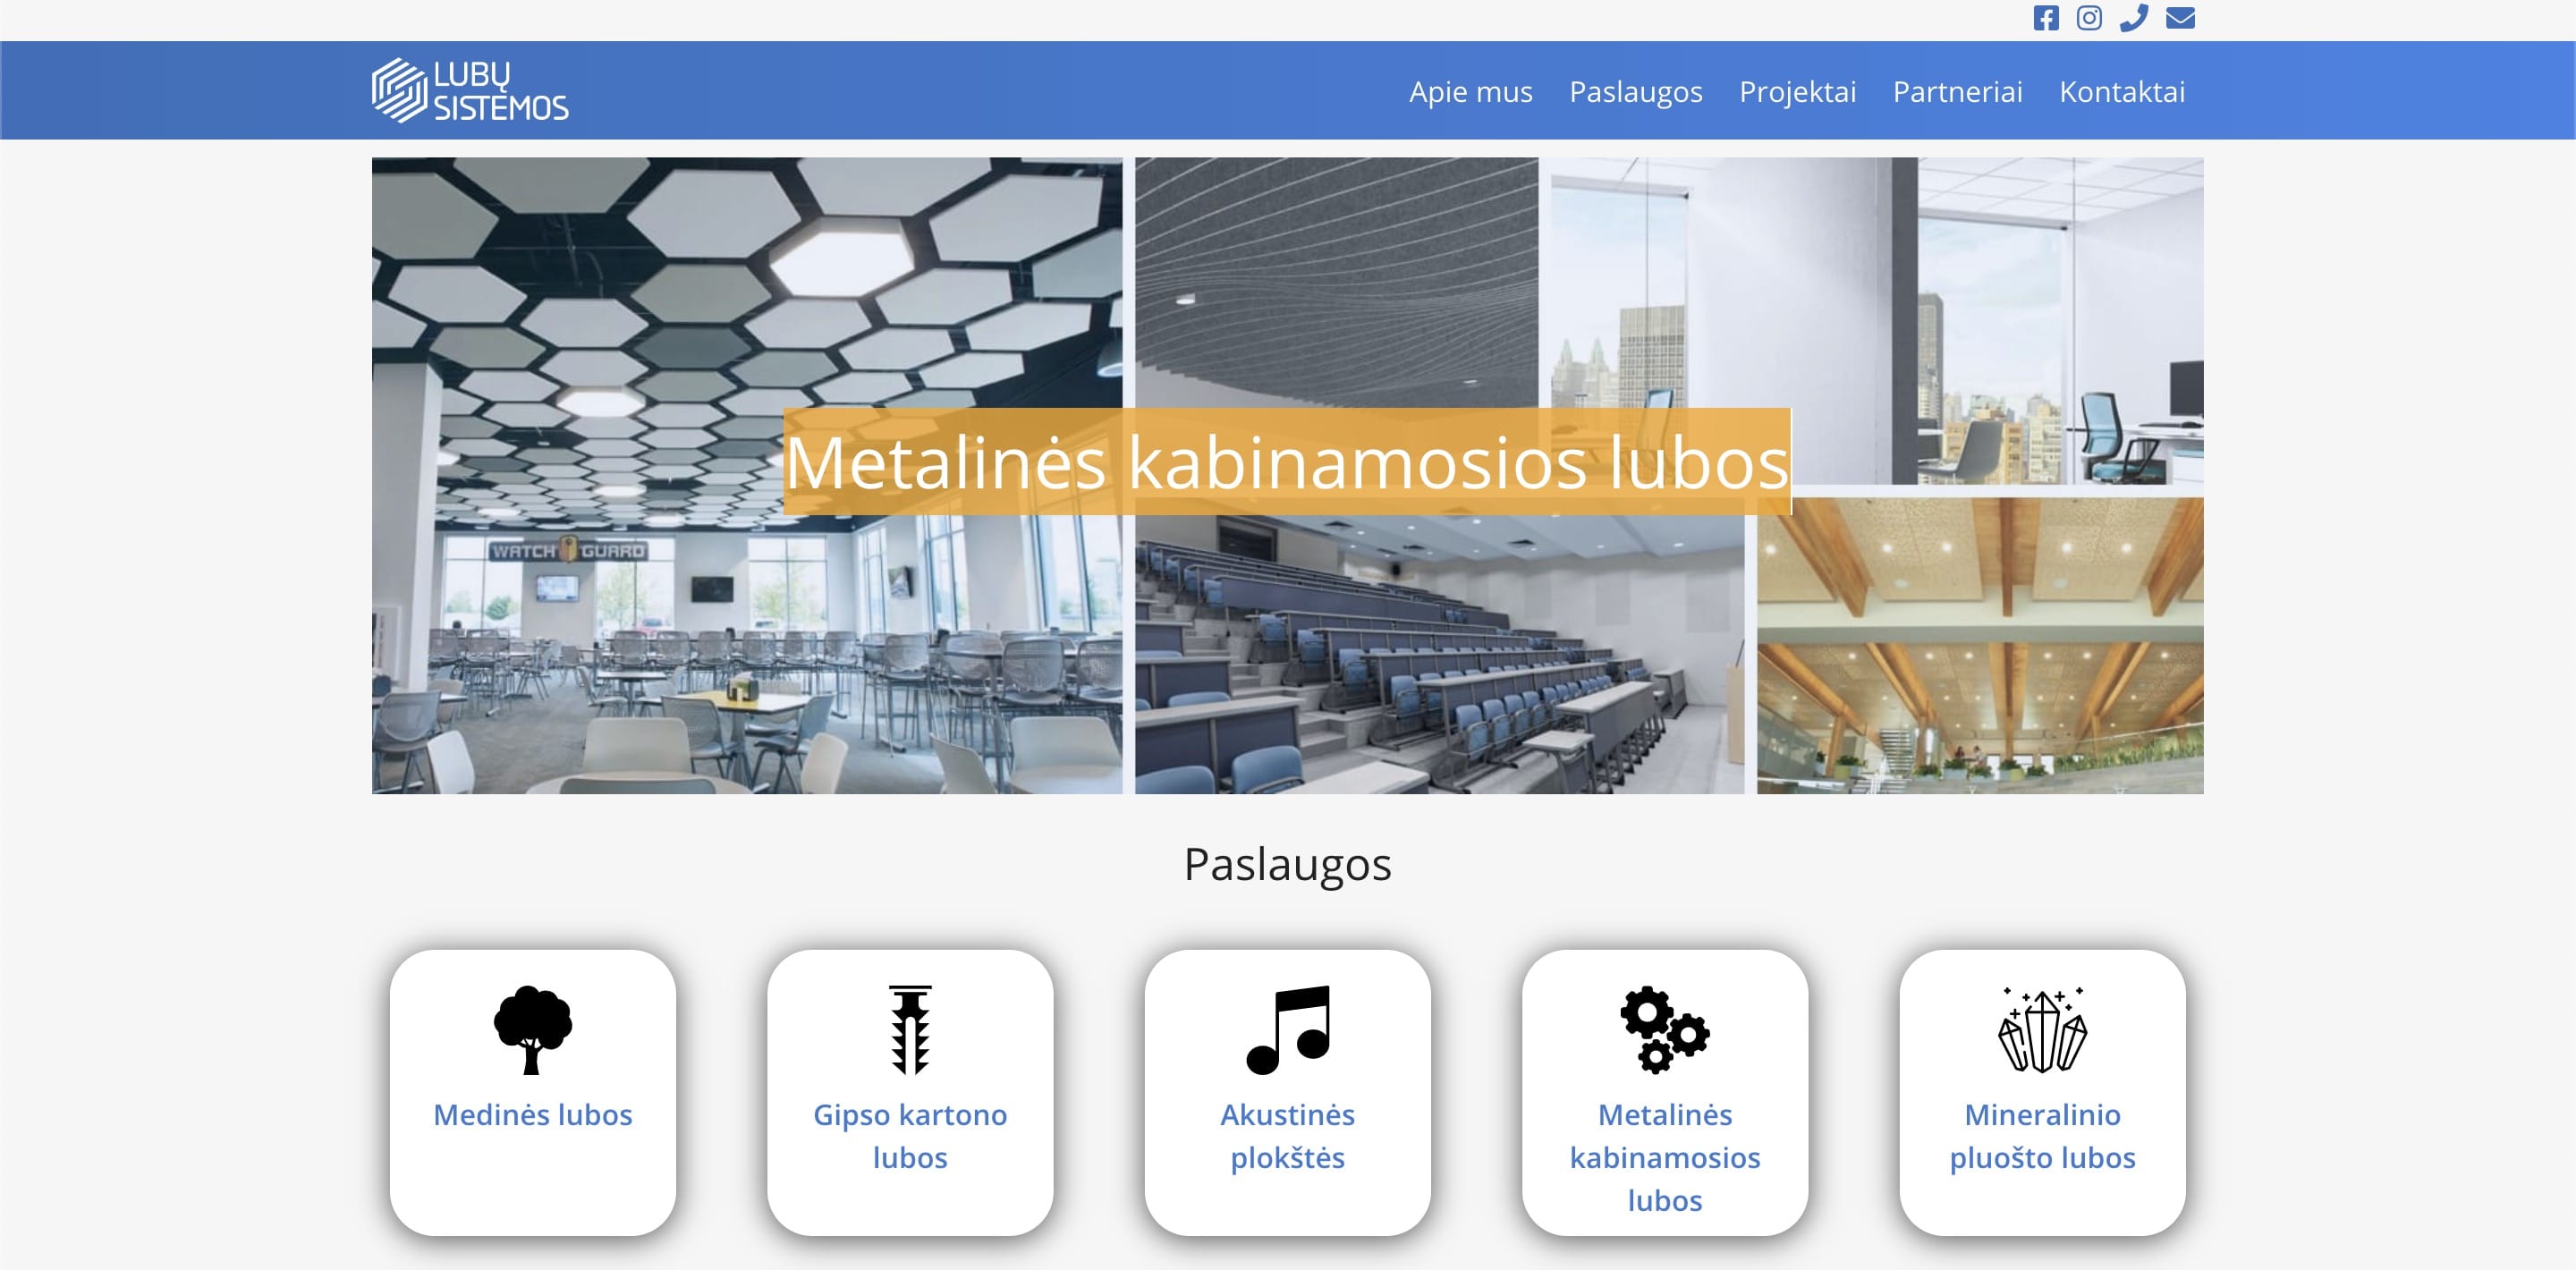 LUBŲ
SISTEMOS
Apie mus Paslaugos Projektai Partneriai Kontaktai
Metalinės kabinamosios lubos
WATCH GUARD
Paslaugos
Medinės lubos
Gipso kartono
lubos
Akustinės
plokštės
Metalinės
kabinamosios
lubos
Mineralinio
pluošto lubos